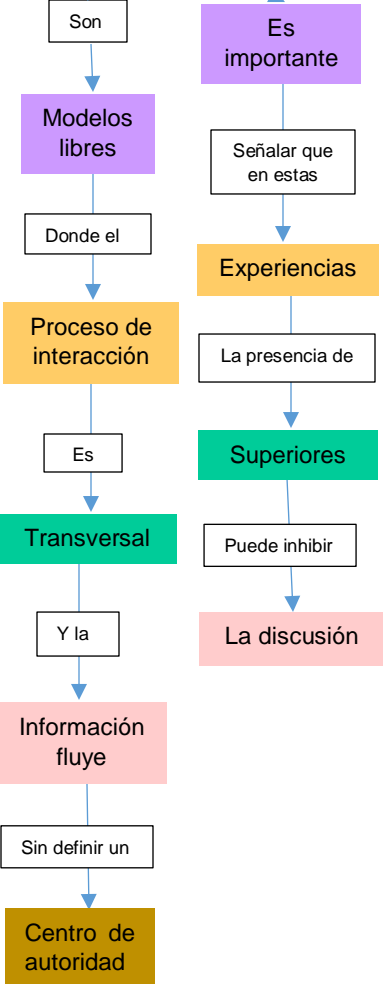 Son
Modelos
libres
Donde el
Proceso de
interacción
Es
Transversal
Y la
Información
fluye
Sin definir un
Centro de
autoridad
Es
importante
Señalar que
en estas
Experiencias
La presencia de
Superiores
Puede inhibir
La discusión